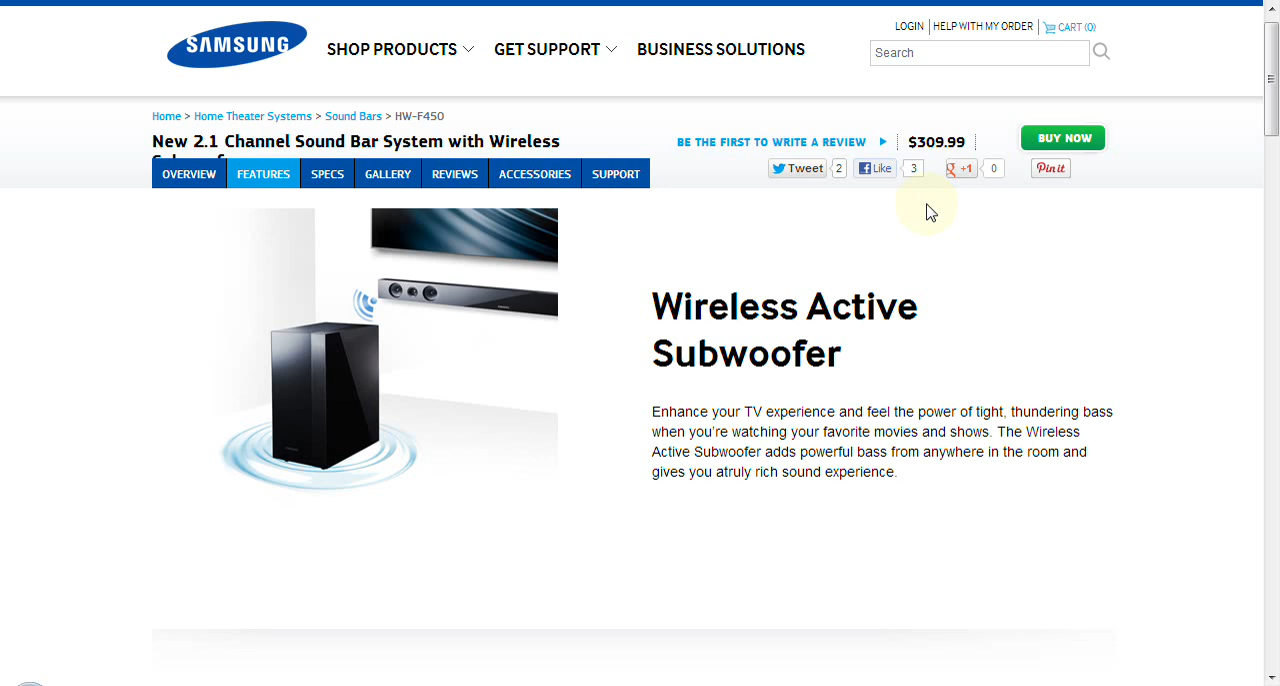 SAMSUNG
SHOP PRODUCTS GET SUPPORT BUSINESS SOLUTIONS
LOGIN HELP WITH MY ORDER CART (0)
Search
Home > Home Theater Systems > Sound Bars > HW-F450
New 2.1 Channel Sound Bar System with Wireless
BE THE FIRST TO WRITE A REVIEW $309.99 BUY NOW
OVERVIEW FEATURES SPECS GALLERY REVIEWS ACCESSORIES SUPPORT
Tweet 2 Like 3 +1 0 Pin it
Wireless Active
Subwoofer
Enhance your TV experience and feel the power of tight, thundering bass
when you're watching your favorite movies and shows. The Wireless
Active Subwoofer adds powerful bass from anywhere in the room and
gives you atruly rich sound experience.